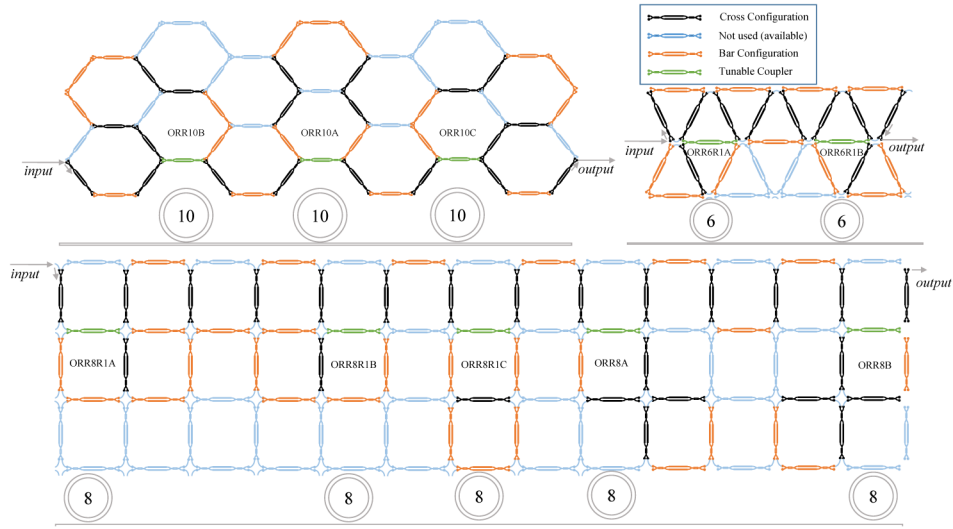 Cross Configuration
Not used (available)
Bar Configuration
Tunable Coupler
ORR10B
ORR10A
ORR10C
input
output
10
10
10
input
output
ORR6R1A
ORR6R1B
6
6
input
output
ORR8R1A
ORR8R1B
ORR8R1C
ORR8A
ORR8B
8
8
8
8
8